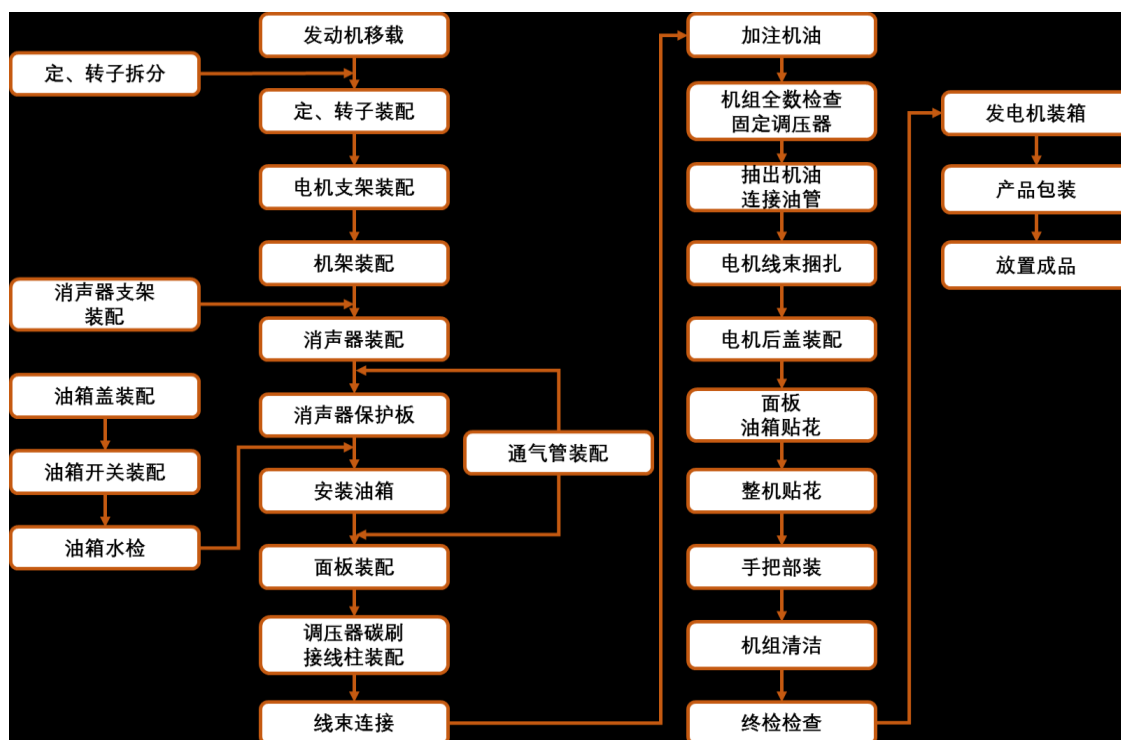 发动机移载
定、转子拆分
定、转子装配
电机支架装配
机架装配
消声器支架
装配
消声器装配
油箱盖装配
消声器保护板
通气管装配
油箱开关装配
安装油箱
油箱水检
面板装配
调压器碳刷
接线柱装配
线束连接
加注机油
机组全数检查
固定调压器
抽出机油
连接油管
电机线束捆扎
电机后盖装配
面板
油箱贴花
整机贴花
手把部装
机组清洁
终检检查
发电机装箱
产品包装
放置成品